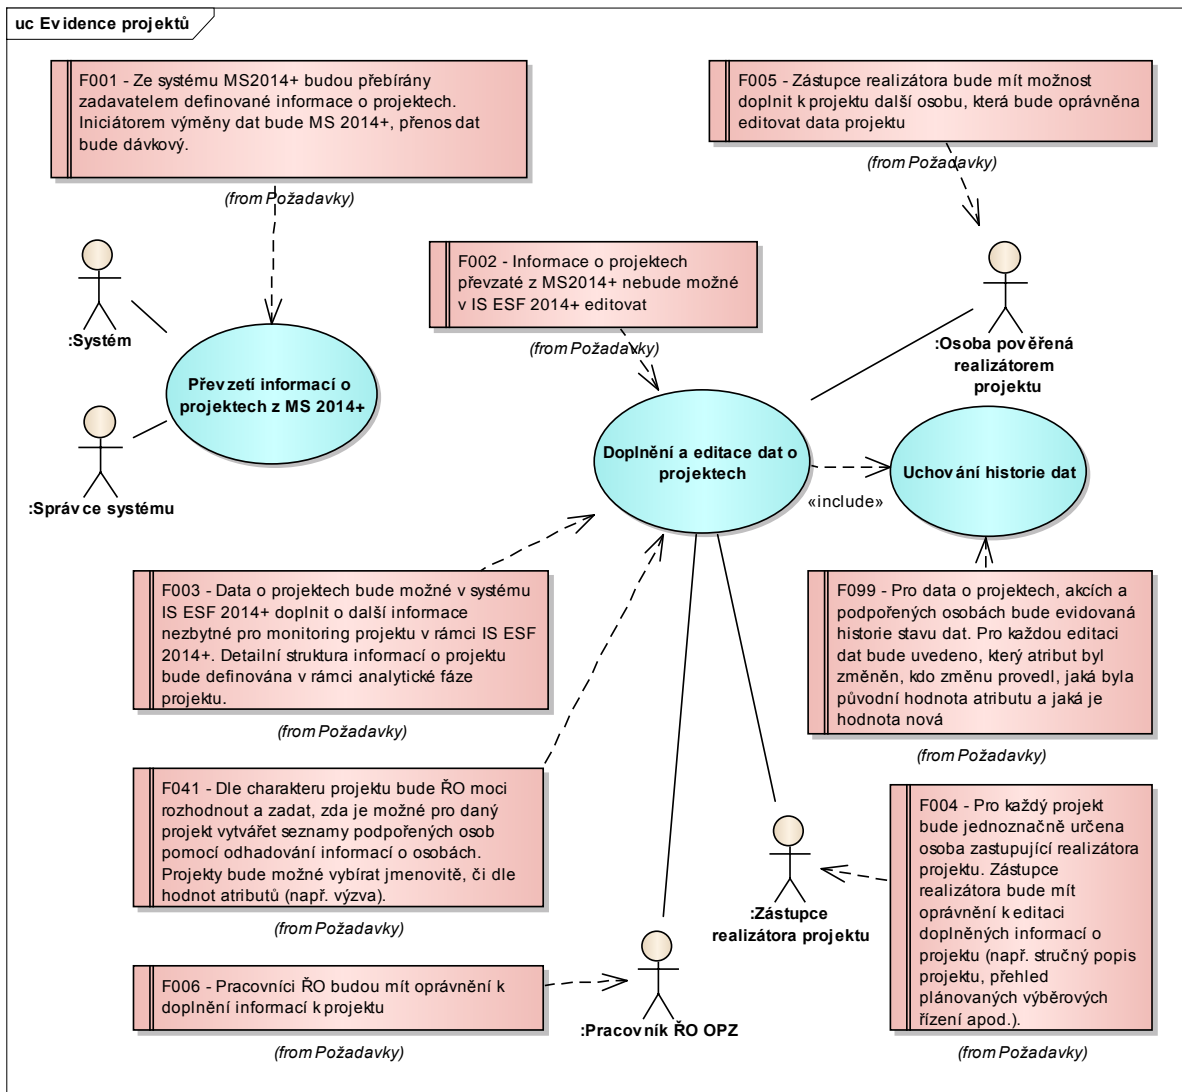 uc Evidence projektů
F001 - Ze systému MS2014+ budou přebírány
zadavatelem definované informace o projektech.
Iniciátorem výměny dat bude MS 2014+, přenos dat
bude dávkový.
(from Požadavky)
F005 - Zástupce realizátora bude mít možnost
doplnit k projektu další osobu, která bude oprávněna
editovat data projektu
(from Požadavky)
F002 - Informace o projektech
převzaté z MS2014+ nebude možné
v IS ESF 2014+ editovat
(from Požadavky)
:Systém
:Osoba pověřená
realizátorem
projektu
Převzetí informací o
projektech z MS 2014+
:Správce systému
Doplnění a editace dat o
projektech
«include»
Uchování historie dat
F003 - Data o projektech bude možné v systému
IS ESF 2014+ doplnit o další informace
nezbytné pro monitoring projektu v rámci IS ESF
2014+. Detailní struktura informací o projektu
bude definována v rámci analytické fáze
projektu.
(from Požadavky)
F099 - Pro data o projektech, akcích a
podpořených osobách bude evidovaná
historie stavu dat. Pro každou editaci
dat bude uvedeno, který atribut byl
změněn, kdo změnu provedl, jaká byla
původní hodnota atributu a jaká je
hodnota nová
(from Požadavky)
F041 - Dle charakteru projektu bude ŘO moci
rozhodnout a zadat, zda je možné pro daný
projekt vytvářet seznamy podpořených osob
pomocí odhadování informací o osobách.
Projekty bude možné vybírat jmenovitě, či dle
hodnot atributů (např. výzva).
(from Požadavky)
:Zástupce
realizátora projektu
F004 - Pro každý projekt
bude jednoznačně určena
osoba zastupující realizátora
projektu. Zástupce
realizátora bude mít
oprávnění k editaci
doplněných informací o
projektu (např. stručný popis
projektu, přehled
plánovaných výběrových
řízení apod.).
(from Požadavky)
F006 - Pracovníci ŘO budou mít oprávnění k
doplnění informací k projektu
(from Požadavky)
:Pracovník ŘO OPZ